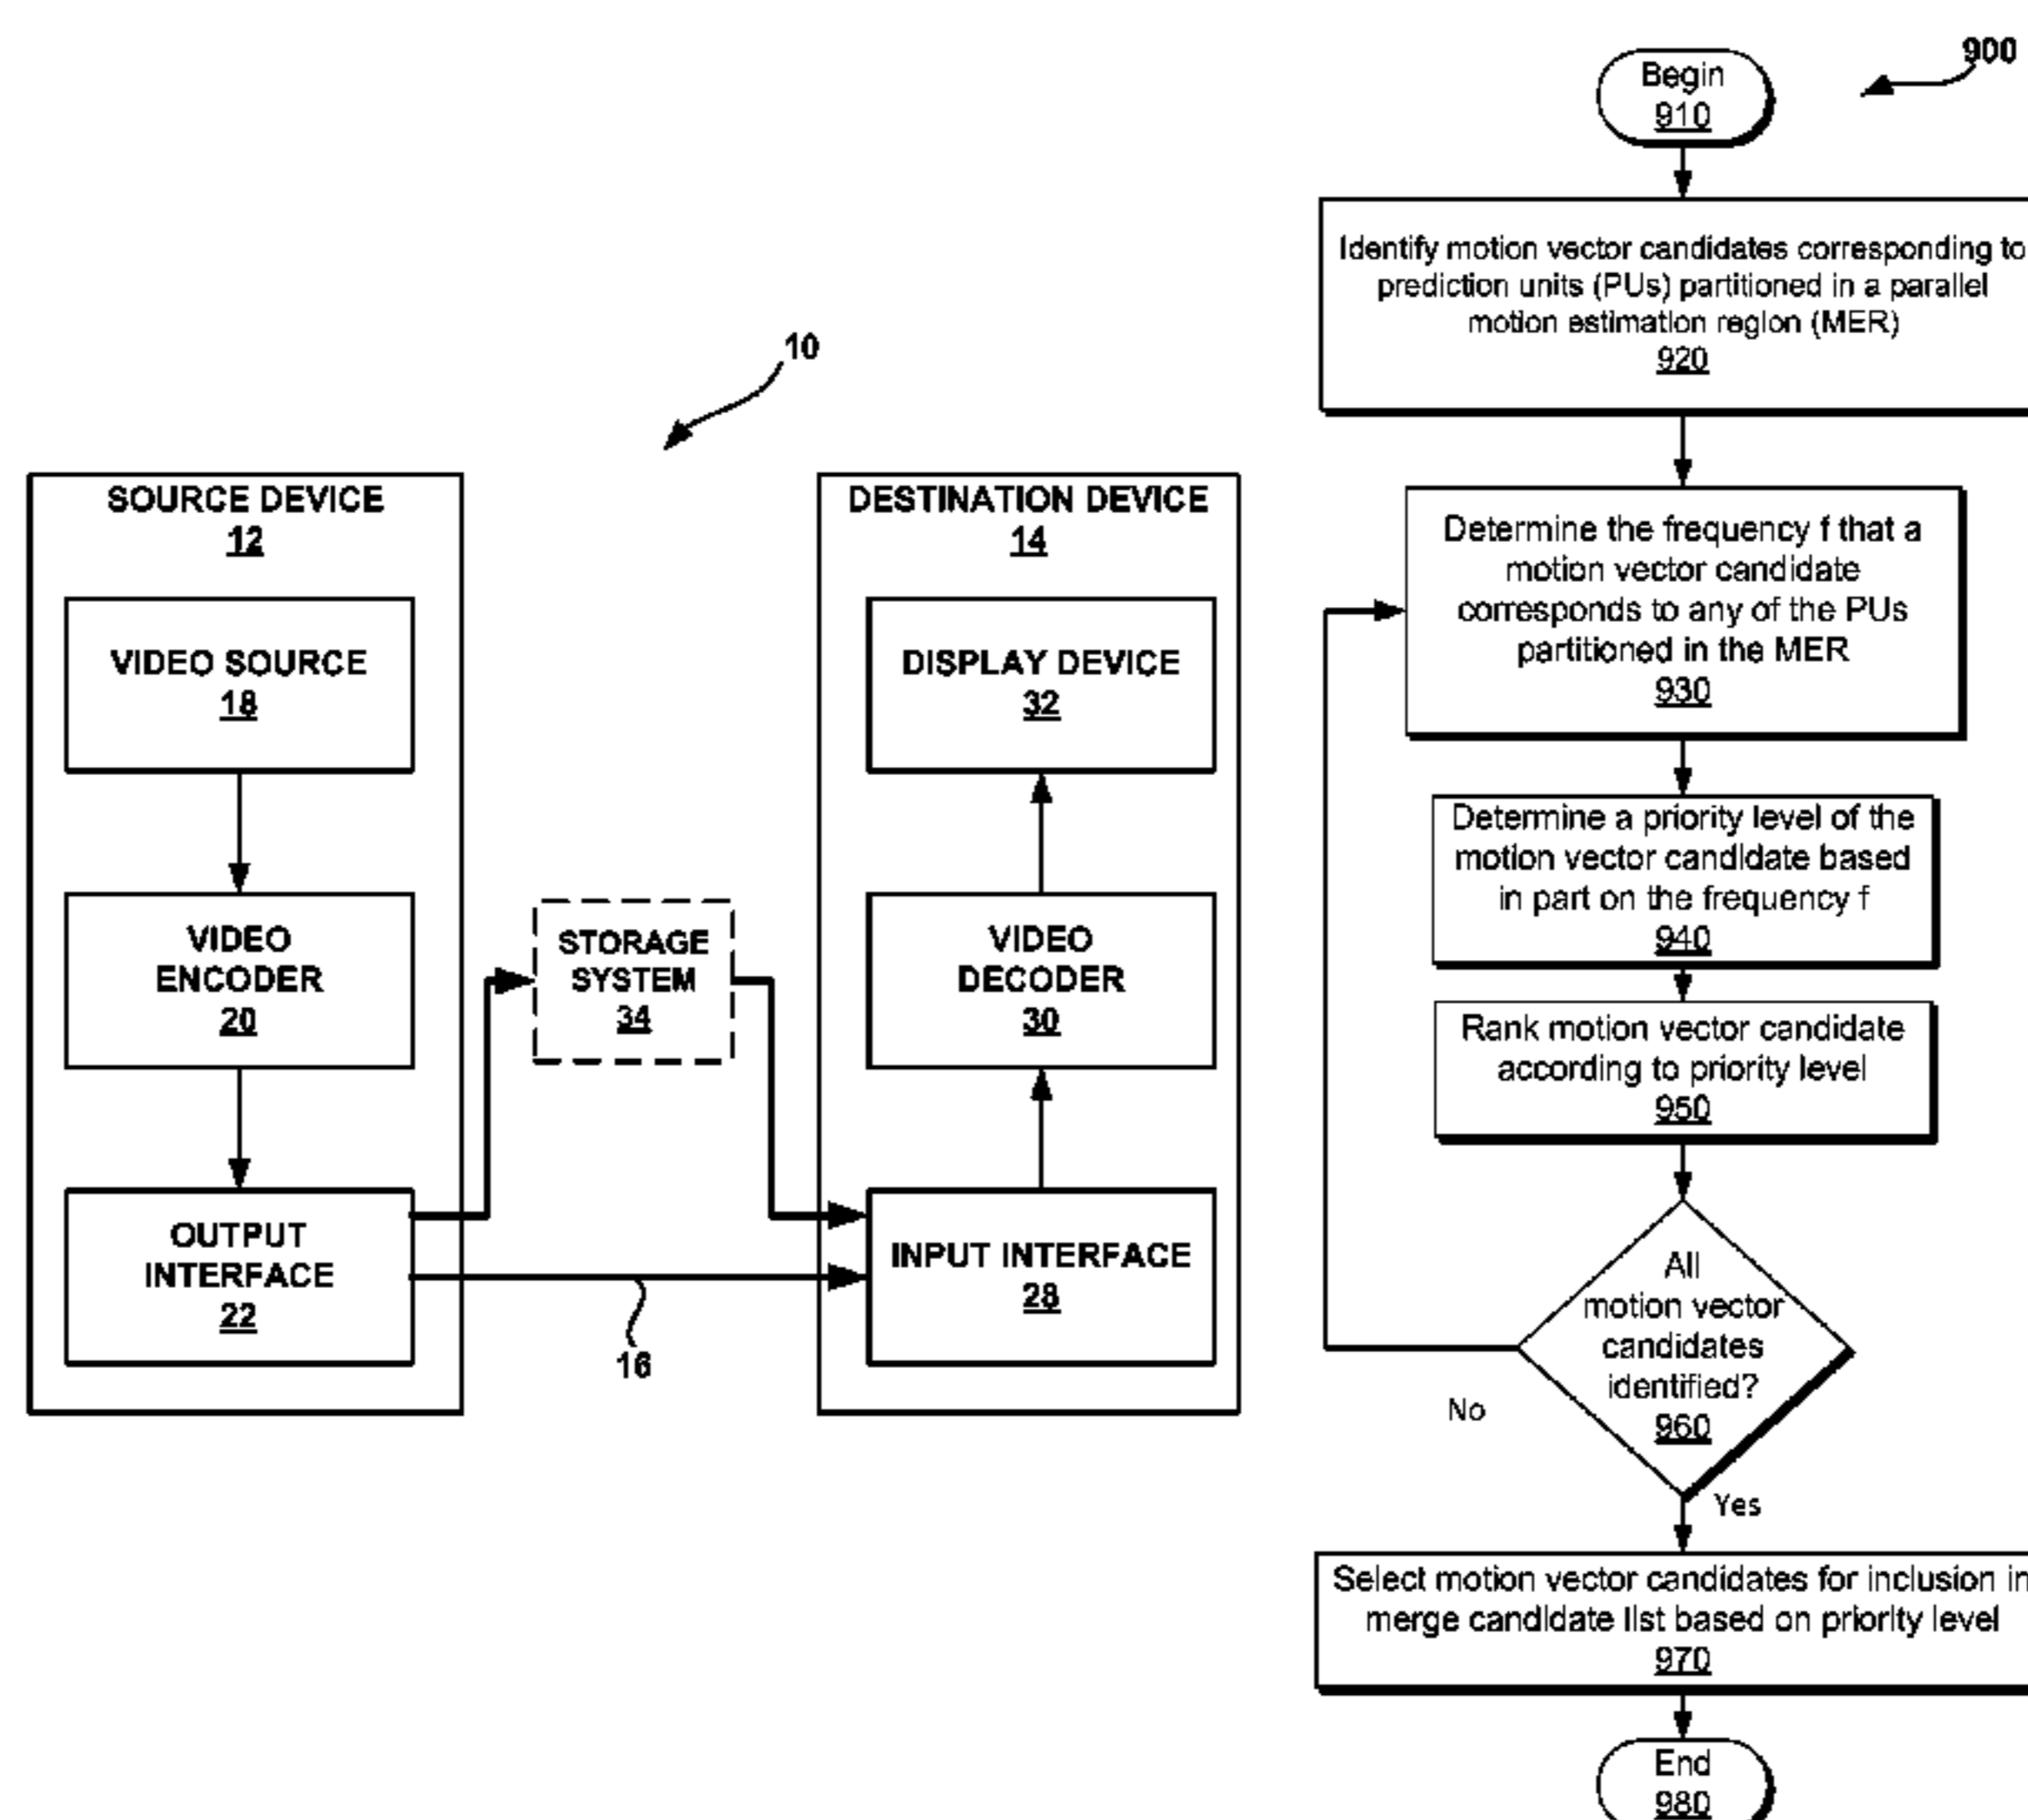 10
SOURCE DEVICE
12
VIDEO SOURCE
18
VIDEO
ENCODER
20
OUTPUT
INTERFACE
22
STORAGE
SYSTEM
34
16
DESTINATION DEVICE
14
DISPLAY DEVICE
32
VIDEO
DECODER
30
INPUT INTERFACE
28
900
Begin
910
Identify motion vector candidates corresponding to
prediction units (PUs) partitioned in a parallel
motion estimation region (MER)
920
Determine the frequency f that a
motion vector candidate
corresponds to any of the PUs
partitioned in the MER
930
Determine a priority level of the
motion vector candidate based
in part on the frequency f
940
Rank motion vector candidate
according to priority level
950
All
motion vector
candidates
identified?
960
No
Yes
Select motion vector candidates for inclusion in
merge candidate list based on priority level
970
End
980